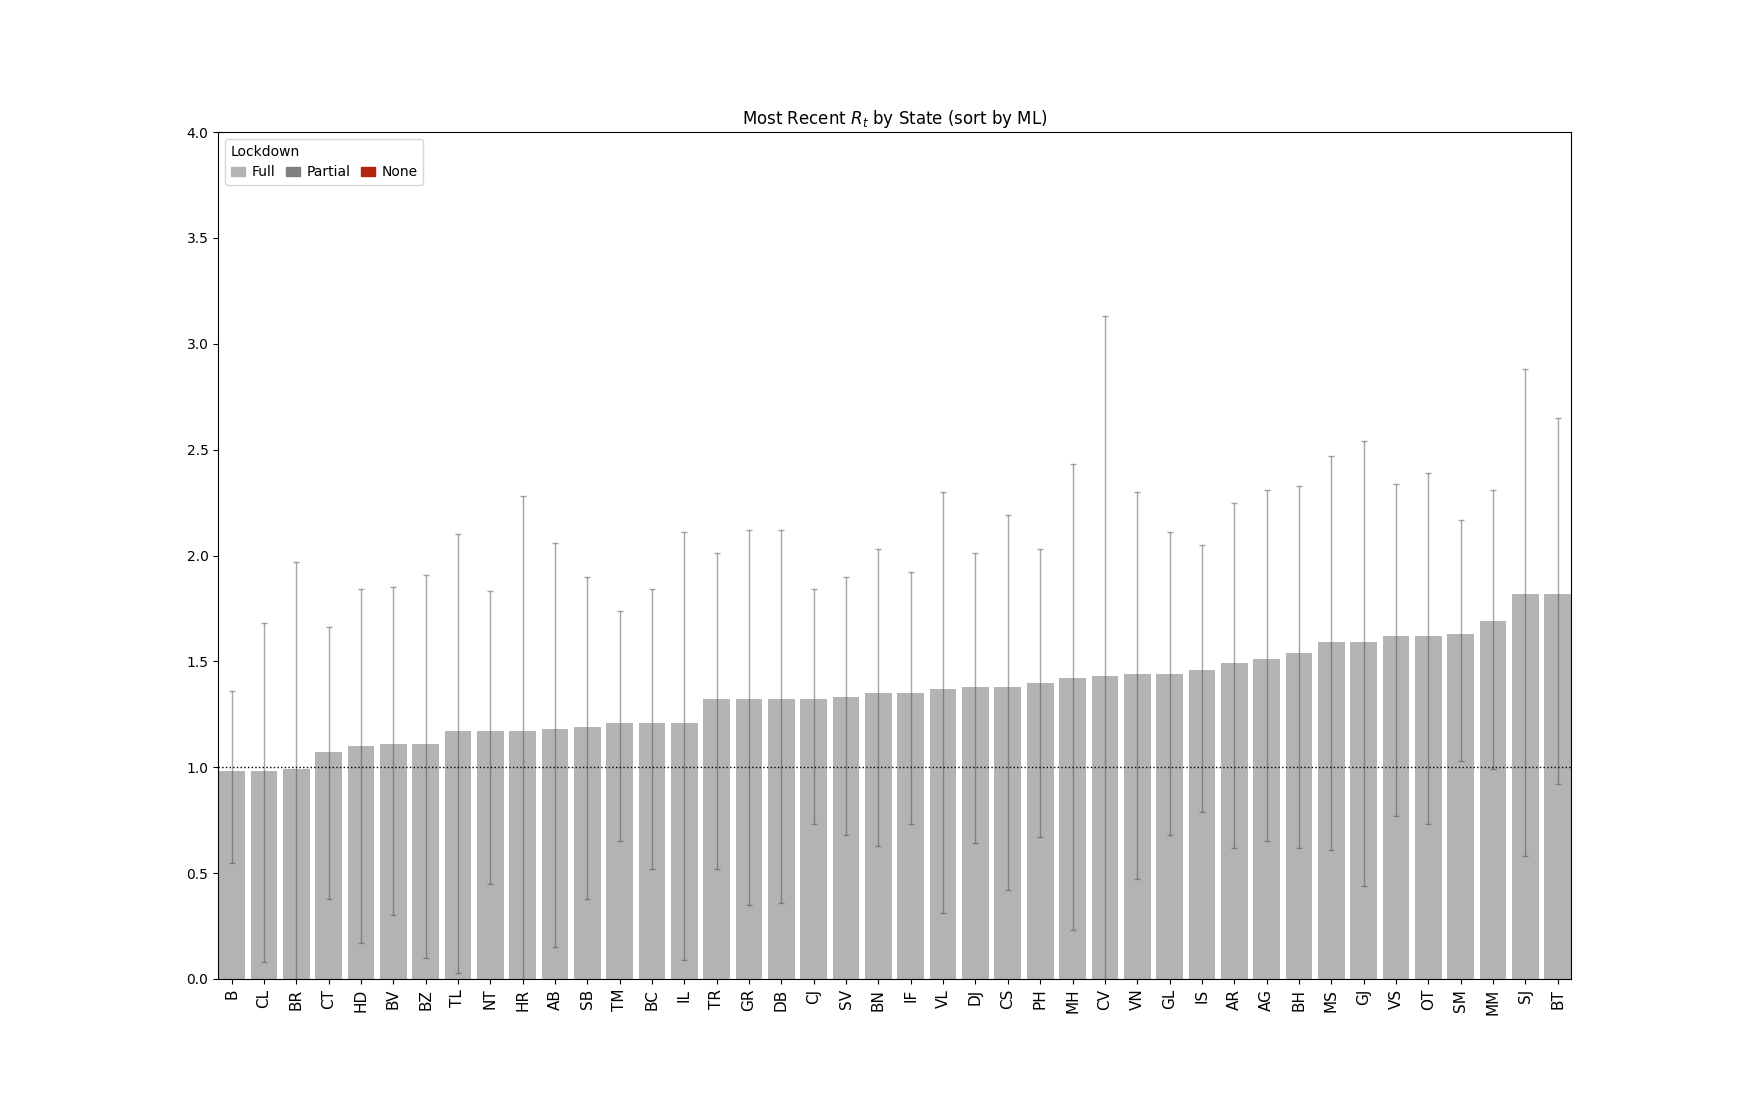 Most Recent R_t by State (sort by ML)
4.0
Lockdown
Full Partial None
3.5
3.0
2.5
2.0
1.5
1.0
0.5
0.0
B CL BR CT HD BV BZ TL NT HR AB SB TM BC IL TR GR DB CJ SV BN IF VL DJ CS PH MH CV VN GL IS AR AG BH MS GJ VS OT SM MM SJ BT